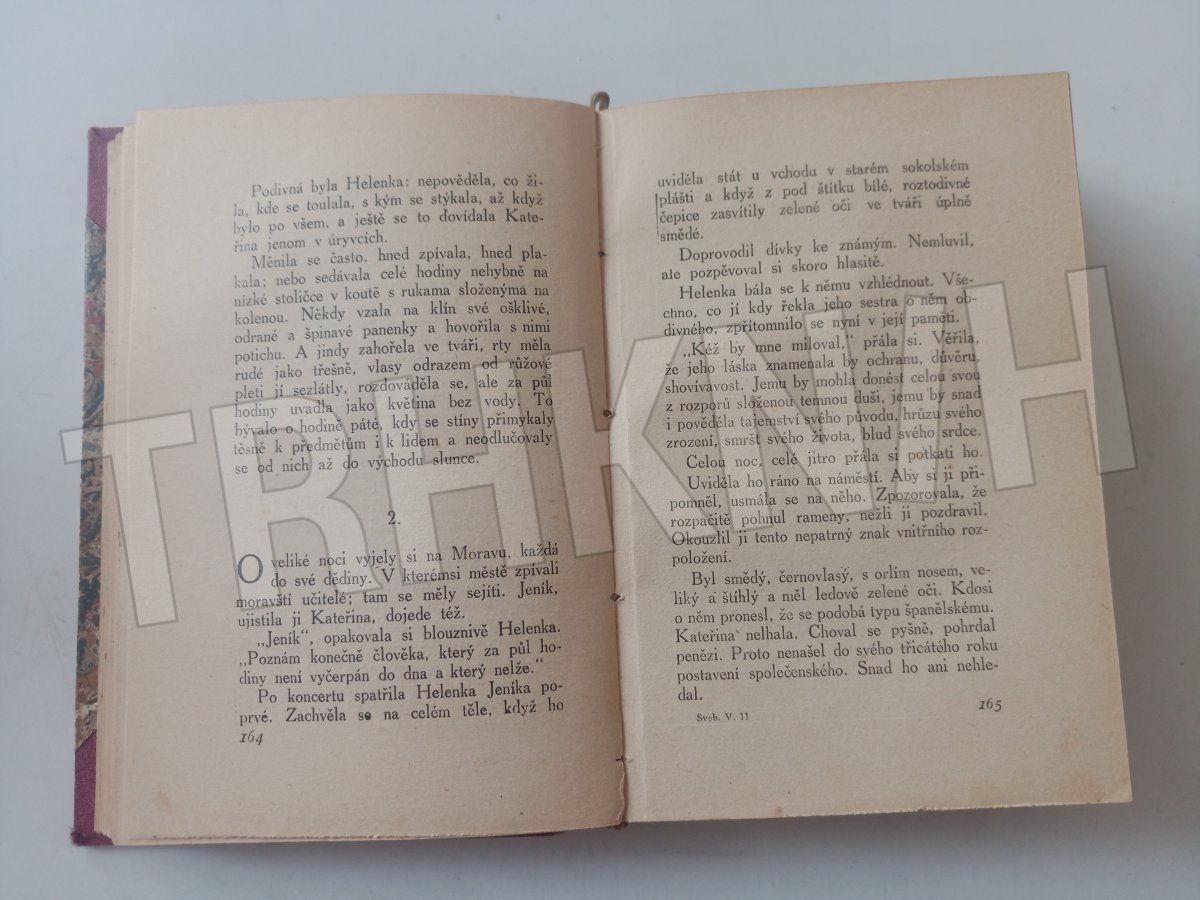 Podivná byla Helenka: nepověděla, co ži-
la, kde se toulala, s kým se stýkala, až když
bylo po všem, a ještě se to dovídala Kate-
řina jenom v úryvcích.
Měnila se často, hned zpívala, hned pla-
kala; nebo sedávala celé hodiny nehybně na
nízké stoličce v koutě s rukama složenýma na
kolenou. Někdy vzala na klín své ošklivé,
odrané a špinavé panenky a hovořila s nimi
potichu. A jindy zahořela ve tváři, rty měla
rudé jako třešně, vlasy odrazem od růžové
pleti jí sezlátly, rozdováděla se, ale za půl
hodiny uvadla jako květina bez vody. To
bývalo o hodině páté, kdy se stíny přimykaly
těsně k předmětům i k lidem a neodlučovaly
se od nich až do východu slunce.
2.
O veliké noci vyjely si na Moravu, každá
do své dědiny. V kterémsi městě zpívali
moravští učitelé; tam se měly sejíti. Jeník,
ujistila ji Kateřina, dojede též.
„Jeník“, opakovala si blouznivě Helenka.
„Poznám konečně člověka, který za půl ho-
diny není vyčerpán do dna a který nelže.“
Po koncertu spatřila Helenka Jeníka po-
prvé. Zachvěla se na celém těle, když ho
164
uviděla stát u vchodu v starém sokolském
plášti a když z pod štítku bílé, roztodivné
čepice zasvítily zelené oči ve tváři úplně
smědé.
Doprovodil dívky ke známým. Nemluvil,
ale pozpěvoval si skoro hlasitě.
Helenka bála se k němu vzhlédnout. Vše-
chno, co jí kdy řekla jeho sestra o něm ob-
divného, zpřítomnilo se nyní v její paměti.
„Kéž by mne miloval,“ přála si. Věřila,
že jeho láska znamenala by ochranu, důvěru,
shovívavost. Jemu by mohla donést celou svou
z rozporů složenou temnou duši, jemu by snad
i pověděla tajemství svého původu, hrůzu svého
zrození, smršť svého života, blud svého srdce.
Celou noc, celé jitro přála si potkati ho.
Uviděla ho ráno na náměstí. Aby si ji při-
pomněl, usmála se na něho. Zpozorovala, že
rozpačitě pohnul rameny, nežli ji pozdravil.
Okouzlil ji tento nepatrný znak vnitřního roz-
položení.
Byl smědý, černovlasý, s orlím nosem, ve-
liký a štíhlý a měl ledově zelené oči. Kdosi
o něm pronesl, že se podobá typu španělskému.
Kateřina nelhala. Choval se pyšně, pohrdal
penězi. Proto nenašel do svého třicátého roku
postavení společenského. Snad ho ani nehle-
dal.
Svob. V. 11
165
TRHKNIH